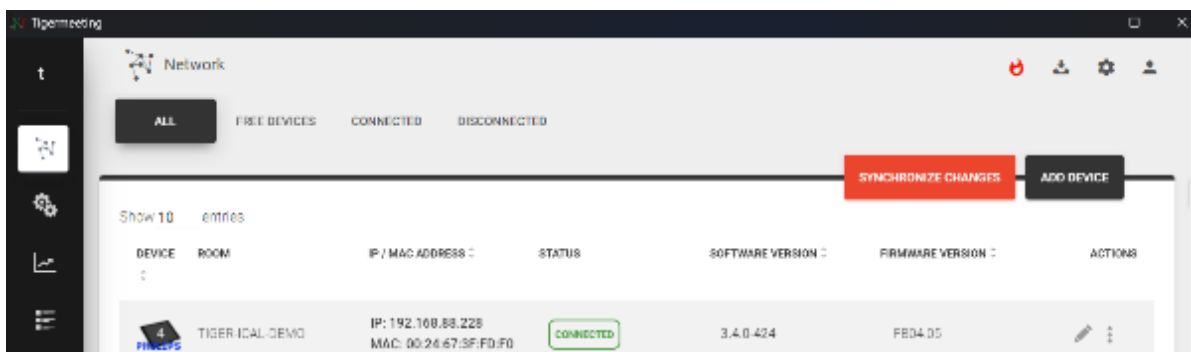 Tigermeeting
t
Network
ALL FREE DEVICES CONNECTED DISCONNECTED
SYNCHRONIZE CHANGES ADD DEVICE
Show 10 entries
DEVICE ROOM IP / MAC ADDRESS STATUS SOFTWARE VERSION FIRMWARE VERSION ACTIONS
4
PHILIPS
TIGER-ICAL-DEMO
IP: 192.168.88.228
MAC: 00:24:67:3F:FD:F0
CONNECTED
3.4.0-424
FB04.05